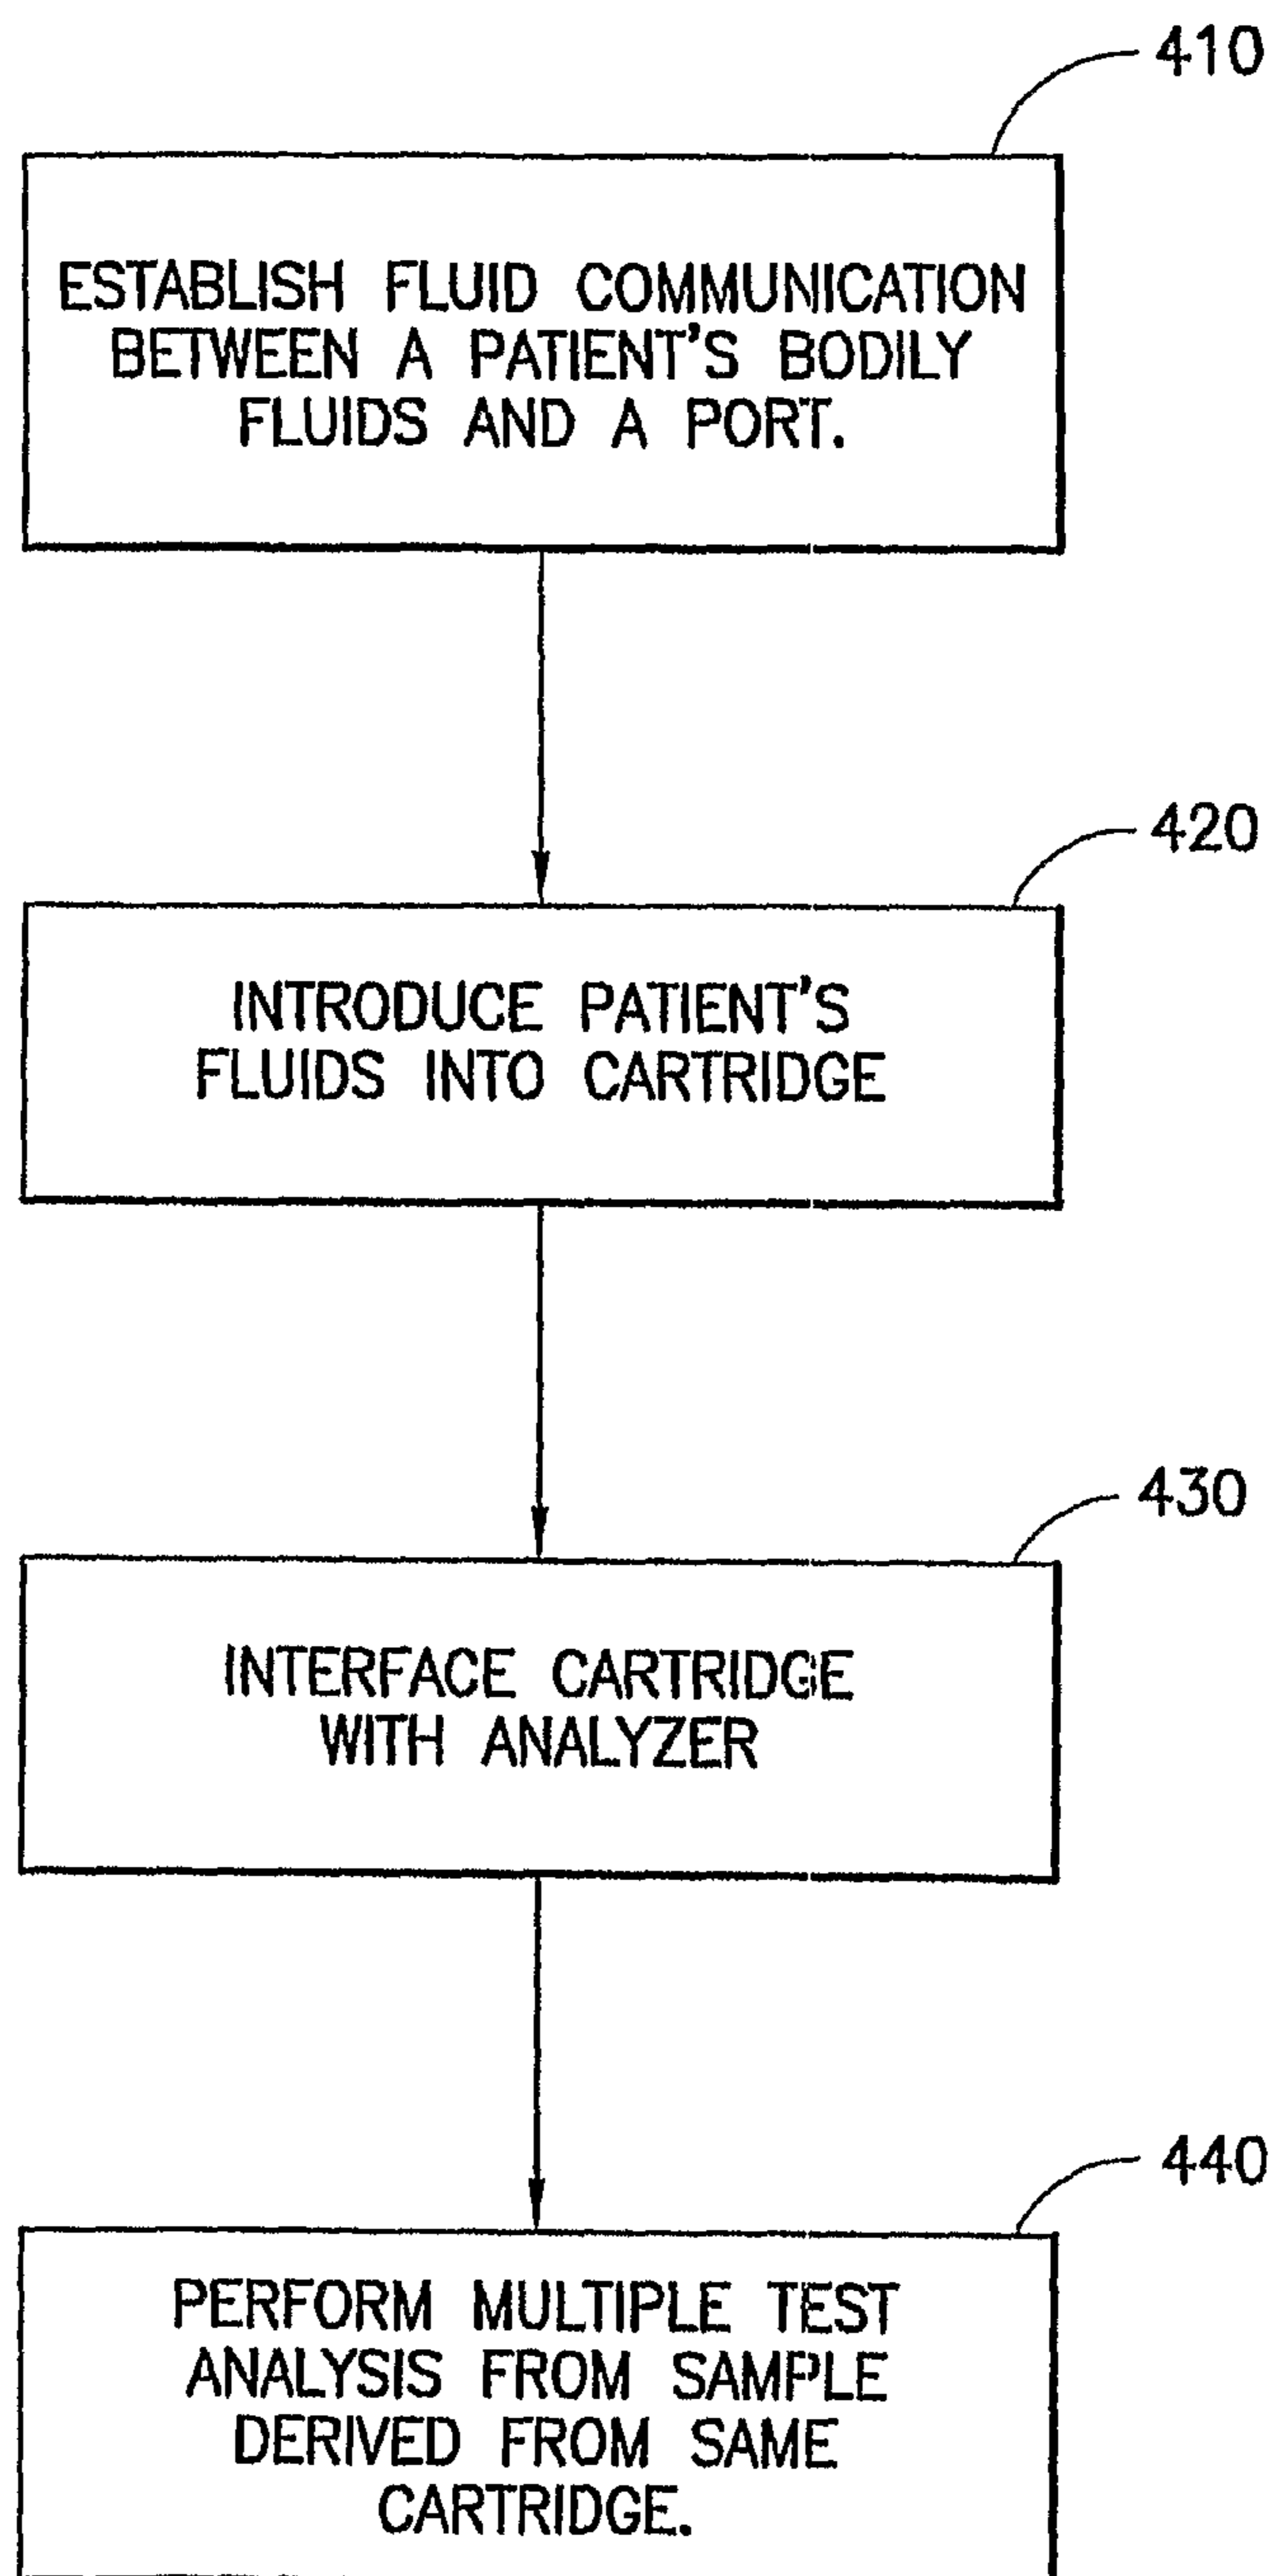 410
ESTABLISH FLUID COMMUNICATION
BETWEEN A PATIENT'S BODILY
FLUIDS AND A PORT.
420
INTRODUCE PATIENT'S
FLUIDS INTO CARTRIDGE
430
INTERFACE CARTRIDGE
WITH ANALYZER
440
PERFORM MULTIPLE TEST
ANALYSIS FROM SAMPLE
DERIVED FROM SAME
CARTRIDGE.